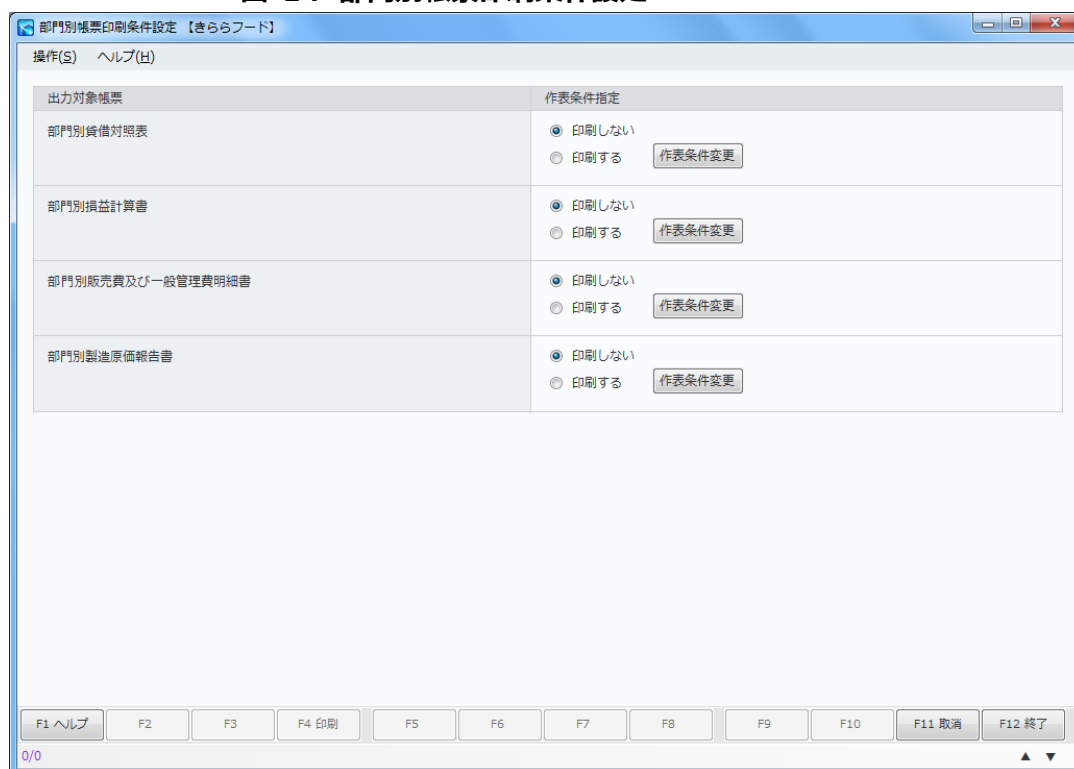 部門別帳票印刷条件設定 【きららフード】
操作(S) ヘルプ(H)
出力対象帳票 作表条件指定
部門別貸借対照表
印刷しない
印刷する 作表条件変更
部門別損益計算書
印刷しない
印刷する 作表条件変更
部門別販売費及び一般管理費明細書
印刷しない
印刷する 作表条件変更
部門別製造原価報告書
印刷しない
印刷する 作表条件変更
F1 ヘルプ F2 F3 F4 印刷 F5 F6 F7 F8 F9 F10 F11 取消 F12 終了
0/0